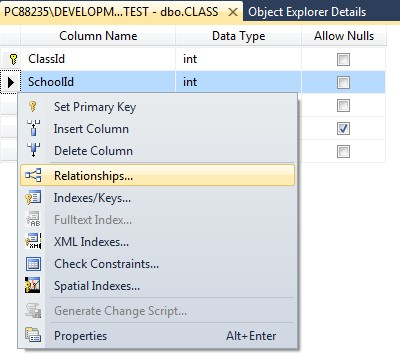 PC88235\DEVELOPM...TEST - dbo.CLASS Object Explorer Details
Column Name Data Type Allow Nulls
ClassId int
SchoolId int
Set Primary Key
Insert Column
Delete Column
Relationships...
Indexes/Keys...
Fulltext Index...
XML Indexes...
Check Constraints...
Spatial Indexes...
Generate Change Script...
Properties Alt+Enter